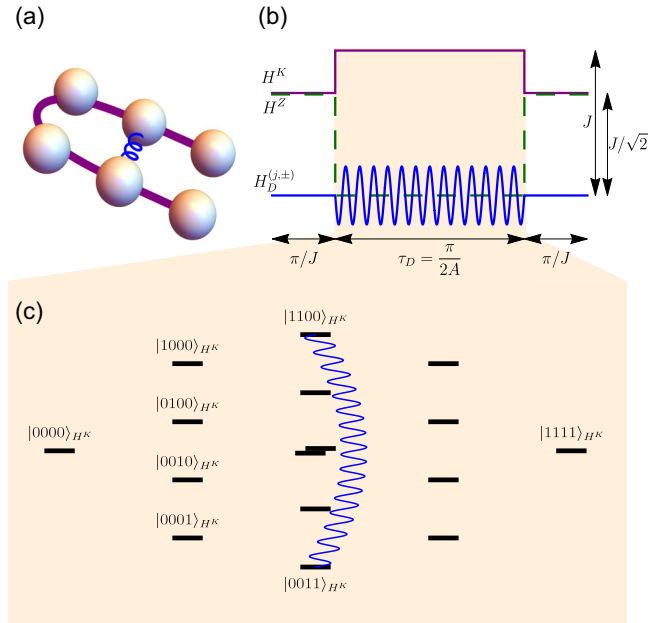 (a)
(b)
H^K
H^Z
J
J/√2
H_D^{(j,±)}
π/J
τ_D = π/2A
π/J
(c)
|1100⟩_{H^K}
|1000⟩_{H^K}
|0100⟩_{H^K}
|0000⟩_{H^K}
|1111⟩_{H^K}
|0010⟩_{H^K}
|0001⟩_{H^K}
|0011⟩_{H^K}